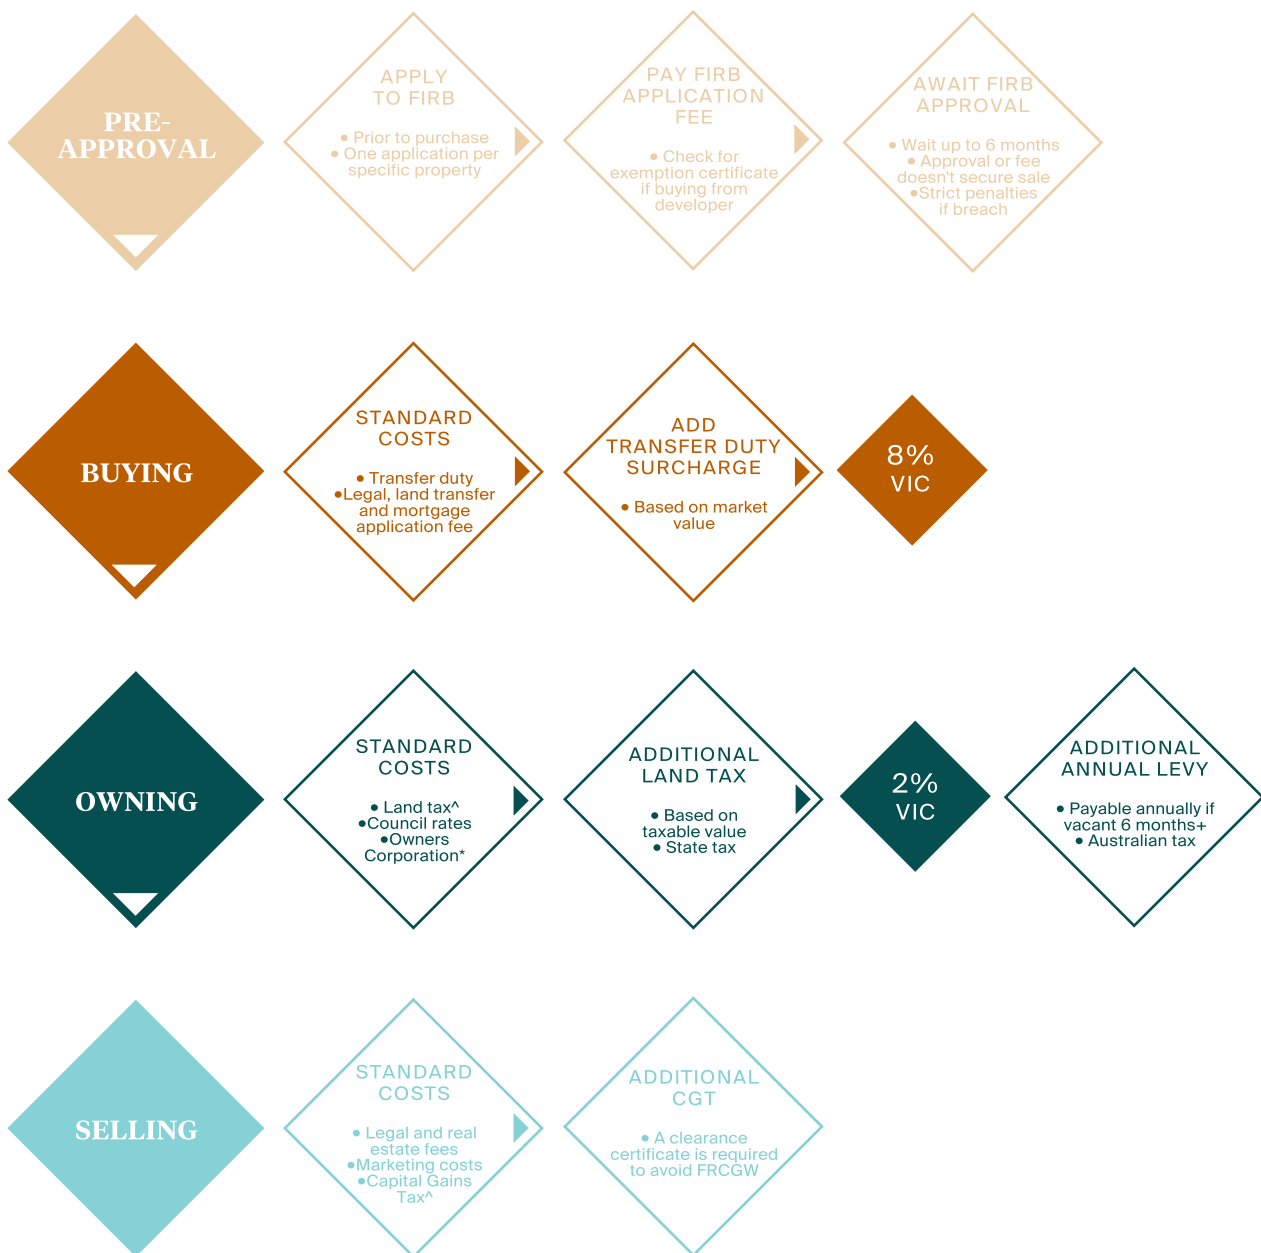 PRE-
APPROVAL
APPLY
TO FIRB
● Prior to purchase
● One application per
specific property
PAY FIRB
APPLICATION
FEE
● Check for
exemption certificate
if buying from
developer
AWAIT FIRB
APPROVAL
● Wait up to 6 months
● Approval or fee
doesn't secure sale
●Strict penalties
if breach
BUYING
STANDARD
COSTS
● Transfer duty
●Legal, land transfer
and mortgage
application fee
ADD
TRANSFER DUTY
SURCHARGE
● Based on market
value
8%
VIC
OWNING
STANDARD
COSTS
● Land tax^
●Council rates
●Owners
Corporation*
ADDITIONAL
LAND TAX
● Based on
taxable value
● State tax
2%
VIC
ADDITIONAL
ANNUAL LEVY
● Payable annually if
vacant 6 months+
● Australian tax
SELLING
STANDARD
COSTS
● Legal and real
estate fees
●Marketing costs
●Capital Gains
Tax^
ADDITIONAL
CGT
● A clearance
certificate is required
to avoid FRCGW